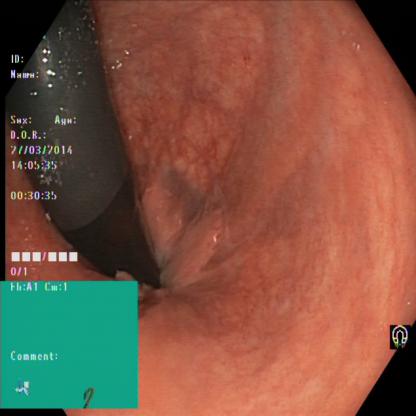 ID:
Name:
Sex: Age:
D.O.B.:
27/03/2014
14:05:35
00:30:35
0/1
Eh:A1 Cm:1
Comment: